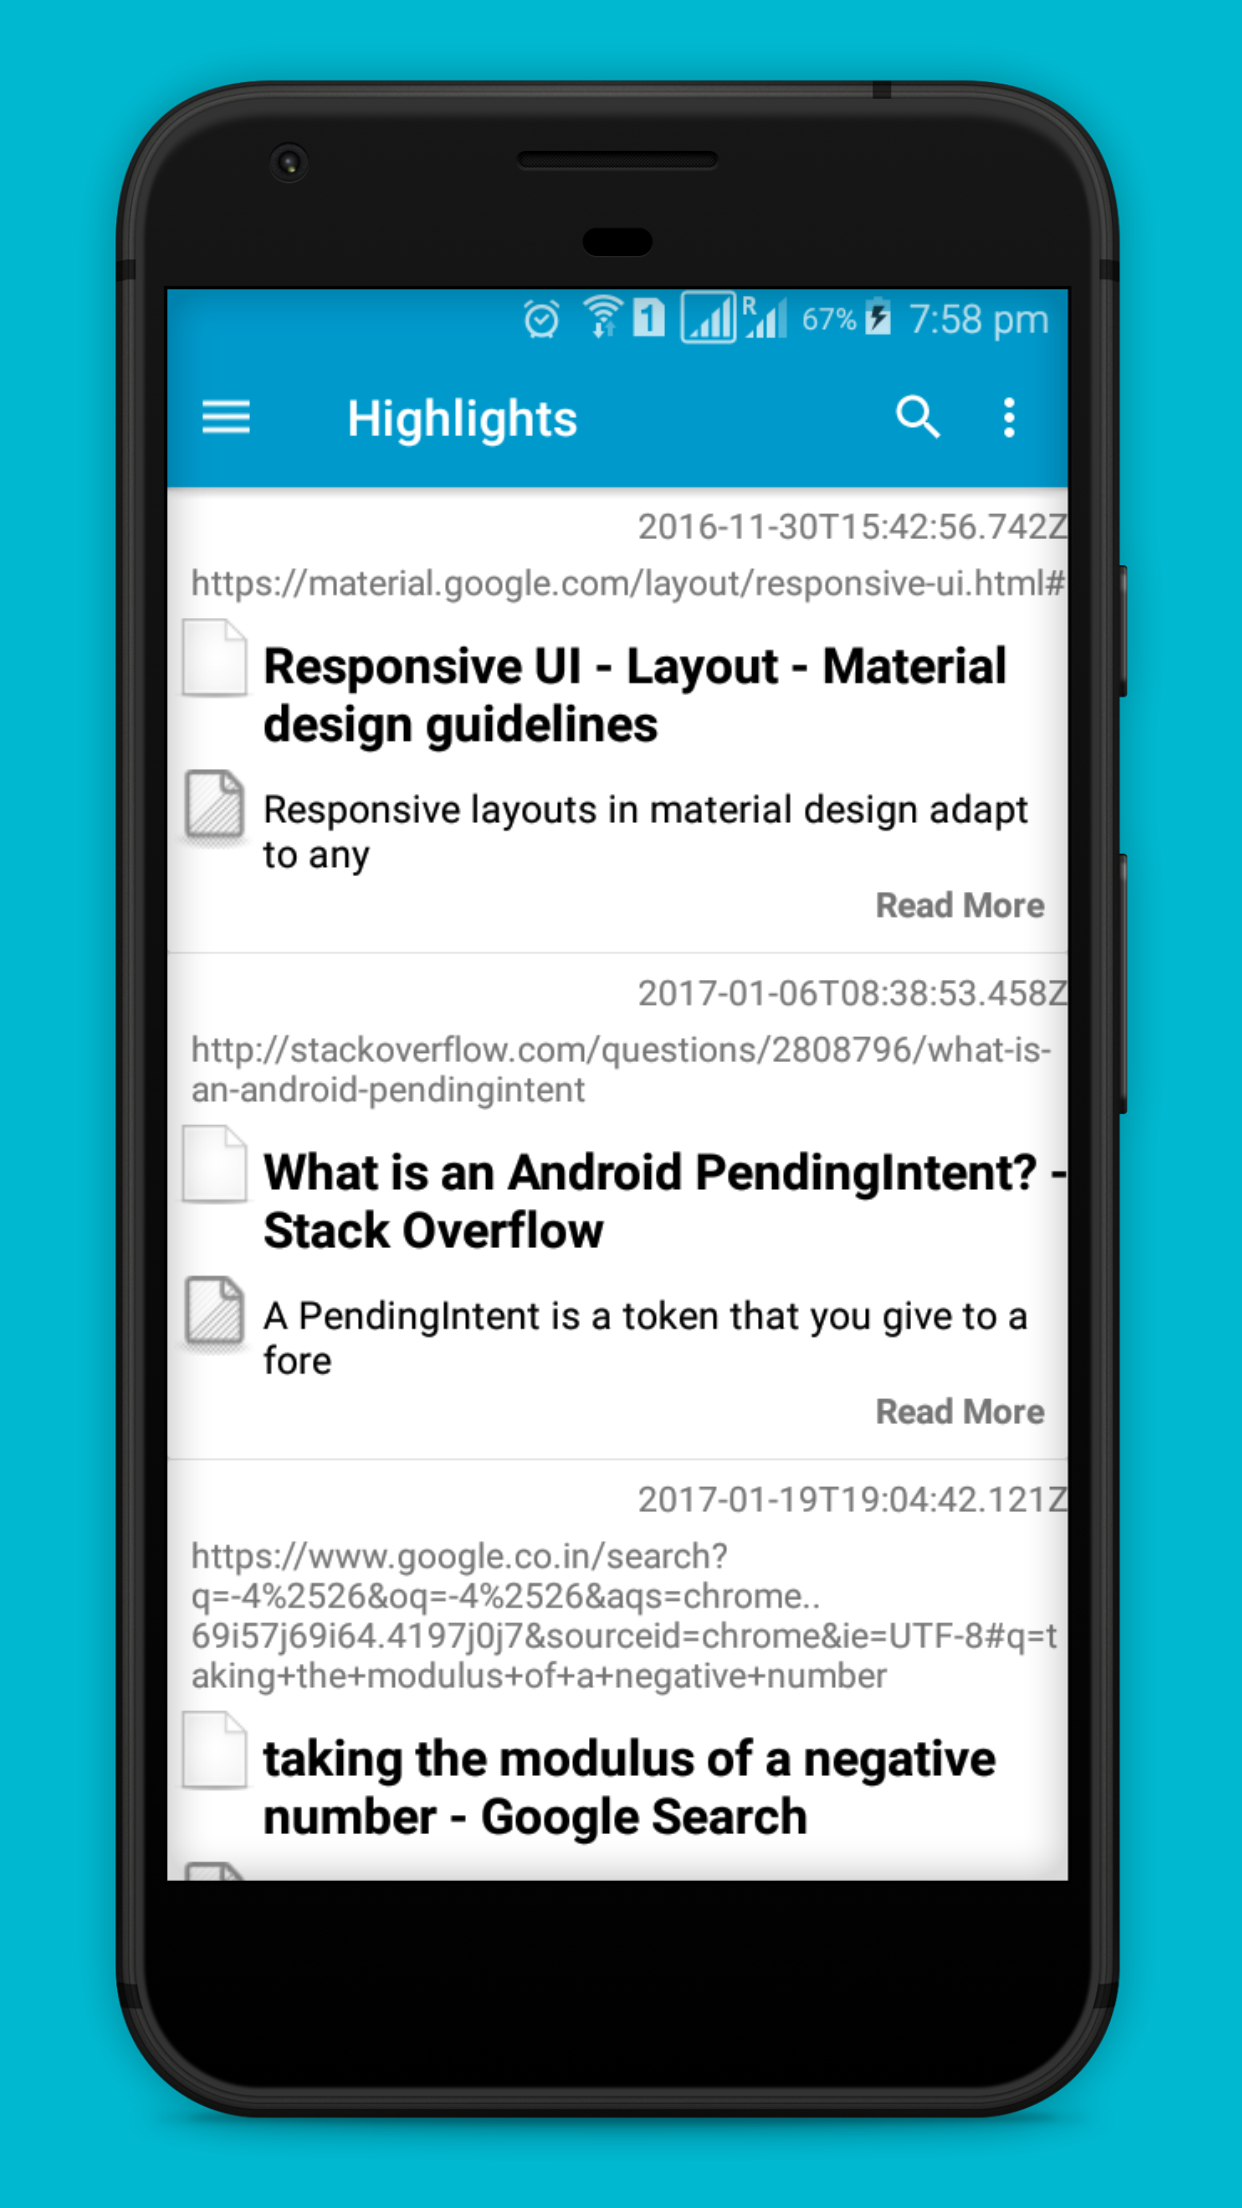 1 R 67% 7:58 pm
Highlights
2016-11-30T15:42:56.742Z
https://material.google.com/layout/responsive-ui.html#
Responsive UI - Layout - Material
design guidelines
Responsive layouts in material design adapt
to any
Read More
2017-01-06T08:38:53.458Z
http://stackoverflow.com/questions/2808796/what-is-
an-android-pendingintent
What is an Android PendingIntent? -
Stack Overflow
A PendingIntent is a token that you give to a
fore
Read More
2017-01-19T19:04:42.121Z
https://www.google.co.in/search?
q=-4%2526&oq=-4%2526&aqs=chrome..
69i57j69i64.4197j0j7&sourceid=chrome&ie=UTF-8#q=t
aking+the+modulus+of+a+negative+number
taking the modulus of a negative
number - Google Search